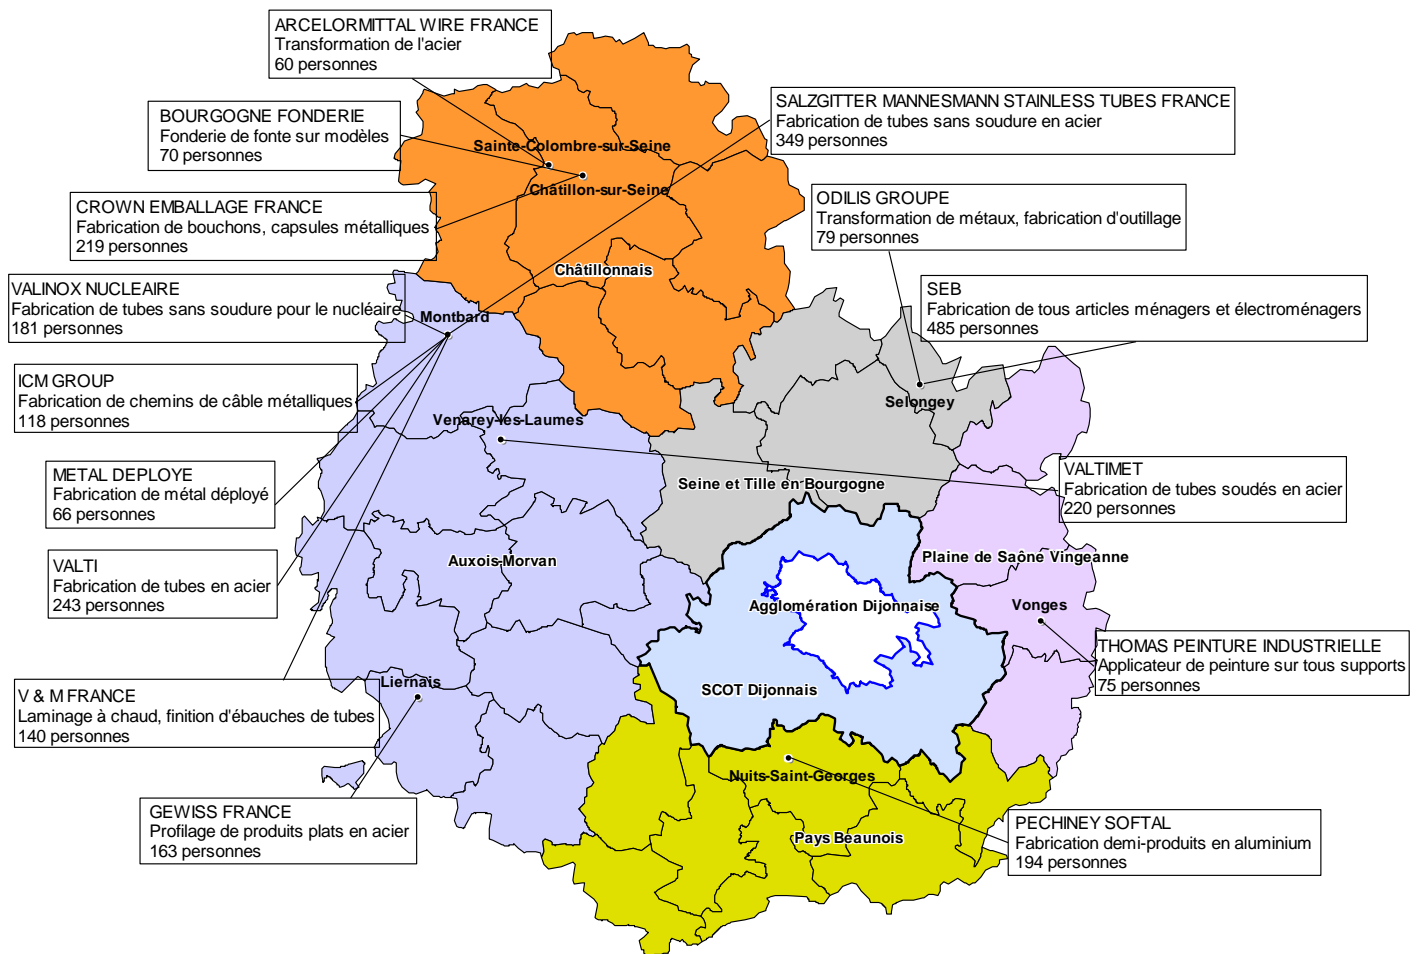 ARCELORMITTAL WIRE FRANCE
Transformation de l'acier
60 personnes
BOURGOGNE FONDERIE
Fonderie de fonte sur modèles
70 personnes
SALZGITTER MANNESMANN STAINLESS TUBES FRANCE
Fabrication de tubes sans soudure en acier
349 personnes
Sainte-Colombre-sur-Seine
Châtillon-sur-Seine
CROWN EMBALLAGE FRANCE
Fabrication de bouchons, capsules métalliques
219 personnes
ODILIS GROUPE
Transformation de métaux, fabrication d'outillage
79 personnes
Châtillonnais
VALINOX NUCLEAIRE
Fabrication de tubes sans soudure pour le nucléaire
181 personnes
Montbard
SEB
Fabrication de tous articles ménagers et électroménagers
485 personnes
ICM GROUP
Fabrication de chemins de câble métalliques
118 personnes
Selongey
Venarey-les-Laumes
METAL DEPLOYE
Fabrication de métal déployé
66 personnes
Seine et Tille en Bourgogne
VALTIMET
Fabrication de tubes soudés en acier
220 personnes
VALTI
Fabrication de tubes en acier
243 personnes
Auxois-Morvan
Plaine de Saône Vingeanne
Agglomération Dijonnaise
Vonges
THOMAS PEINTURE INDUSTRIELLE
Applicateur de peinture sur tous supports
75 personnes
Liernais
SCOT Dijonnais
V & M FRANCE
Laminage à chaud, finition d'ébauches de tubes
140 personnes
Nuits-Saint-Georges
GEWISS FRANCE
Profilage de produits plats en acier
163 personnes
Pays Beaunois
PECHINEY SOFTAL
Fabrication demi-produits en aluminium
194 personnes